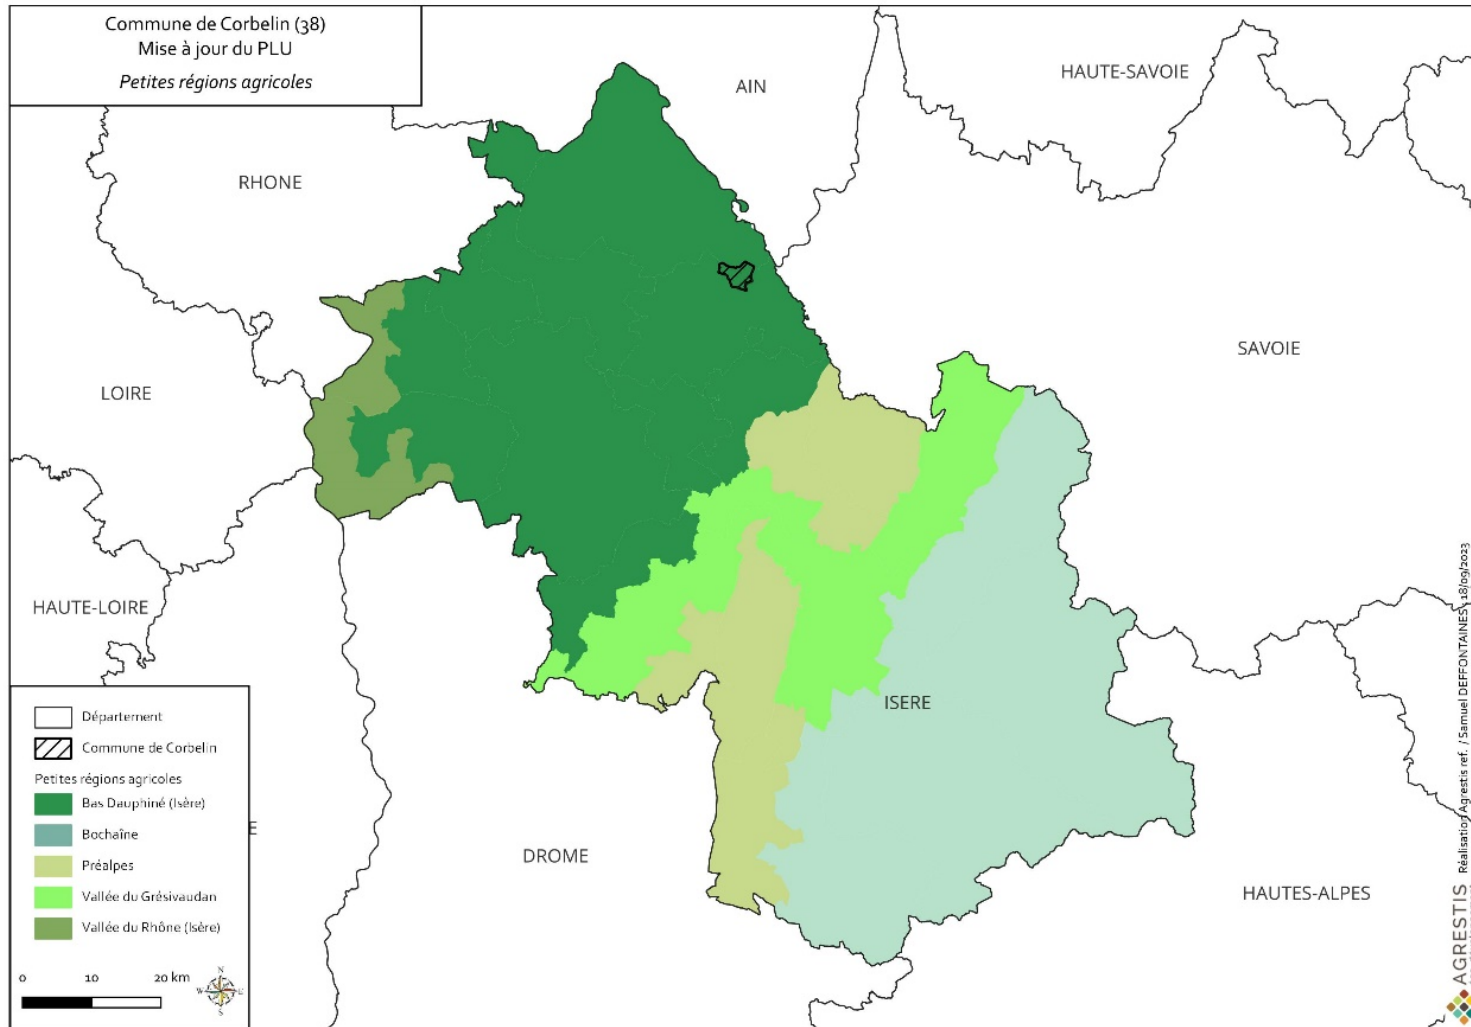 Commune de Corbelin (38)
Mise à jour du PLU
Petites régions agricoles
AIN
HAUTE-SAVOIE
RHONE
SAVOIE
LOIRE
HAUTE-LOIRE
ISERE
DROME
HAUTES-ALPES
E
Département
Commune de Corbelin
Petites régions agricoles
Bas Dauphiné (Isère)
Bochaîne
Préalpes
Vallée du Grésivaudan
Vallée du Rhône (Isère)
0 10 20 km
N
W E
S
Réalisation Agrestis ref. / Samuel DEFFONTAINES / 18/09/2023
AGRESTIS